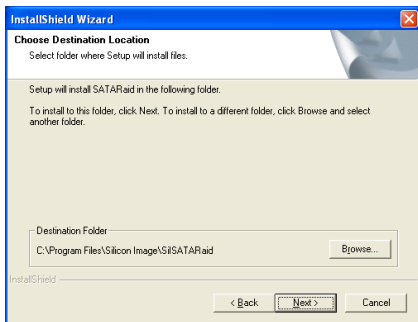 InstallShield Wizard
Choose Destination Location
Select folder where Setup will install files.
Setup will install SATARaid in the following folder.
To install to this folder, click Next. To install to a different folder, click Browse and select
another folder.
Destination Folder
C:\Program Files\Silicon Image\SilSATARaid
Browse...
InstallShield
< Back
Next >
Cancel